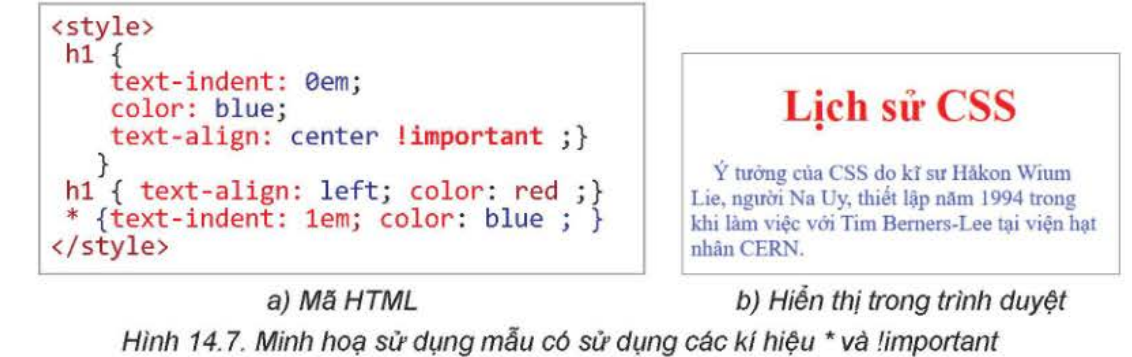 <style>
h1 {
text-indent: 0em;
color: blue;
text-align: center !important ;}
}
h1 { text-align: left; color: red ;}
* {text-indent: 1em; color: blue ; }
</style>
Lịch sử CSS
Ý tưởng của CSS do kĩ sư Håkon Wium
Lie, người Na Uy, thiết lập năm 1994 trong
khi làm việc với Tim Berners-Lee tại viện hạt
nhân CERN.
a) Mã HTML
b) Hiển thị trong trình duyệt
Hình 14.7. Minh hoạ sử dụng mẫu có sử dụng các kí hiệu * và !important